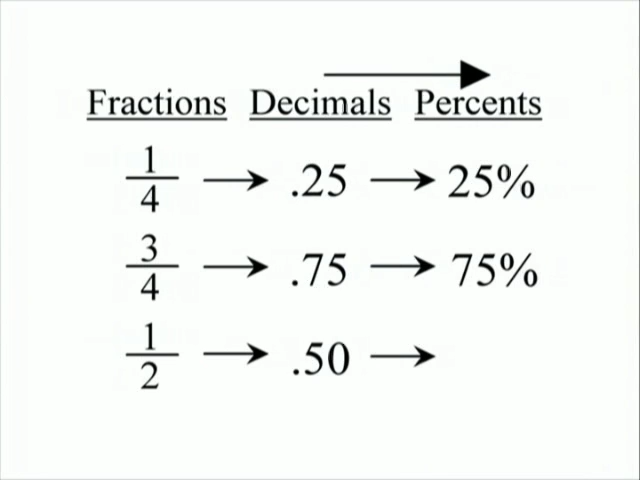 Fractions Decimals Percents
1/4 → .25 → 25%
3/4 → .75 → 75%
1/2 → .50 →